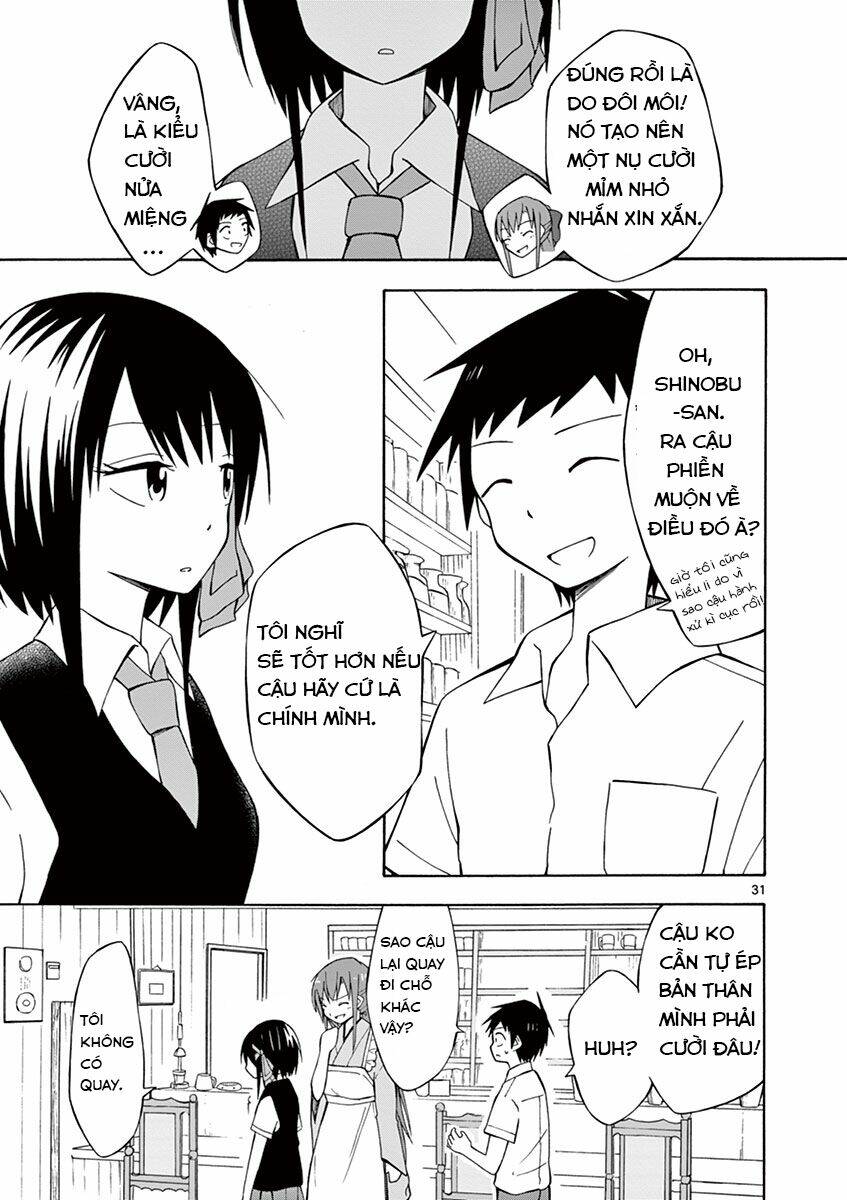 ĐÚNG RỒI LÀ
DO ĐÔI MÔI!
NÓ TẠO NÊN
MỘT NỤ CƯỜI
MỈM NHỎ
NHẮN XIN XẮN.
VÂNG,
LÀ KIỂU
CƯỜI
NỬA
MIỆNG
...
OH,
SHINOBU
-SAN.
RA CẬU
PHIỀN
MUỘN VỀ
ĐIỀU ĐÓ À?
Giờ tôi cũng
hiểu lí do vì
sao cậu hành
xử kì cục rồi!
TÔI NGHĨ
SẼ TỐT HƠN NẾU
CẬU HÃY CỨ LÀ
CHÍNH MÌNH.
31
CẬU KO
CẦN TỰ ÉP
BẢN THÂN
MÌNH PHẢI
CƯỜI ĐÂU!
HUH?
SAO CẬU
LẠI QUAY
ĐI CHỖ
KHÁC
VẬY?
TÔI
KHÔNG
CÓ
QUAY.